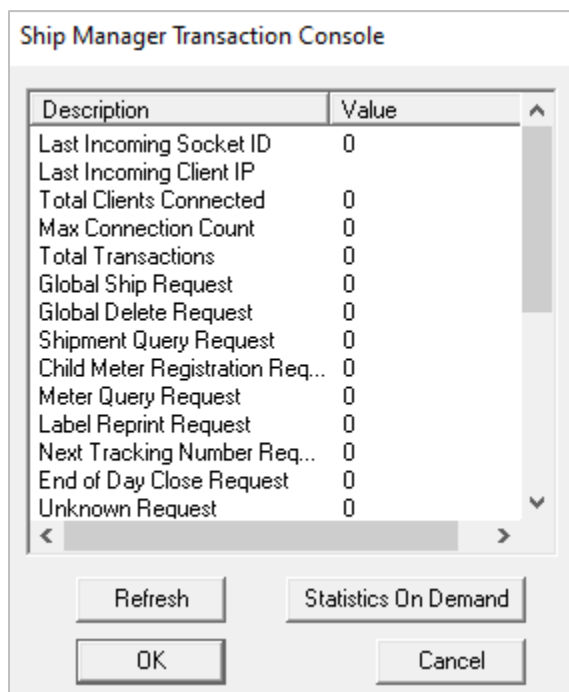 Ship Manager Transaction Console
Description Value
Last Incoming Socket ID 0
Last Incoming Client IP
Total Clients Connected 0
Max Connection Count 0
Total Transactions 0
Global Ship Request 0
Global Delete Request 0
Shipment Query Request 0
Child Meter Registration Req... 0
Meter Query Request 0
Label Reprint Request 0
Next Tracking Number Req... 0
End of Day Close Request 0
Unknown Request 0
Refresh Statistics On Demand
OK Cancel